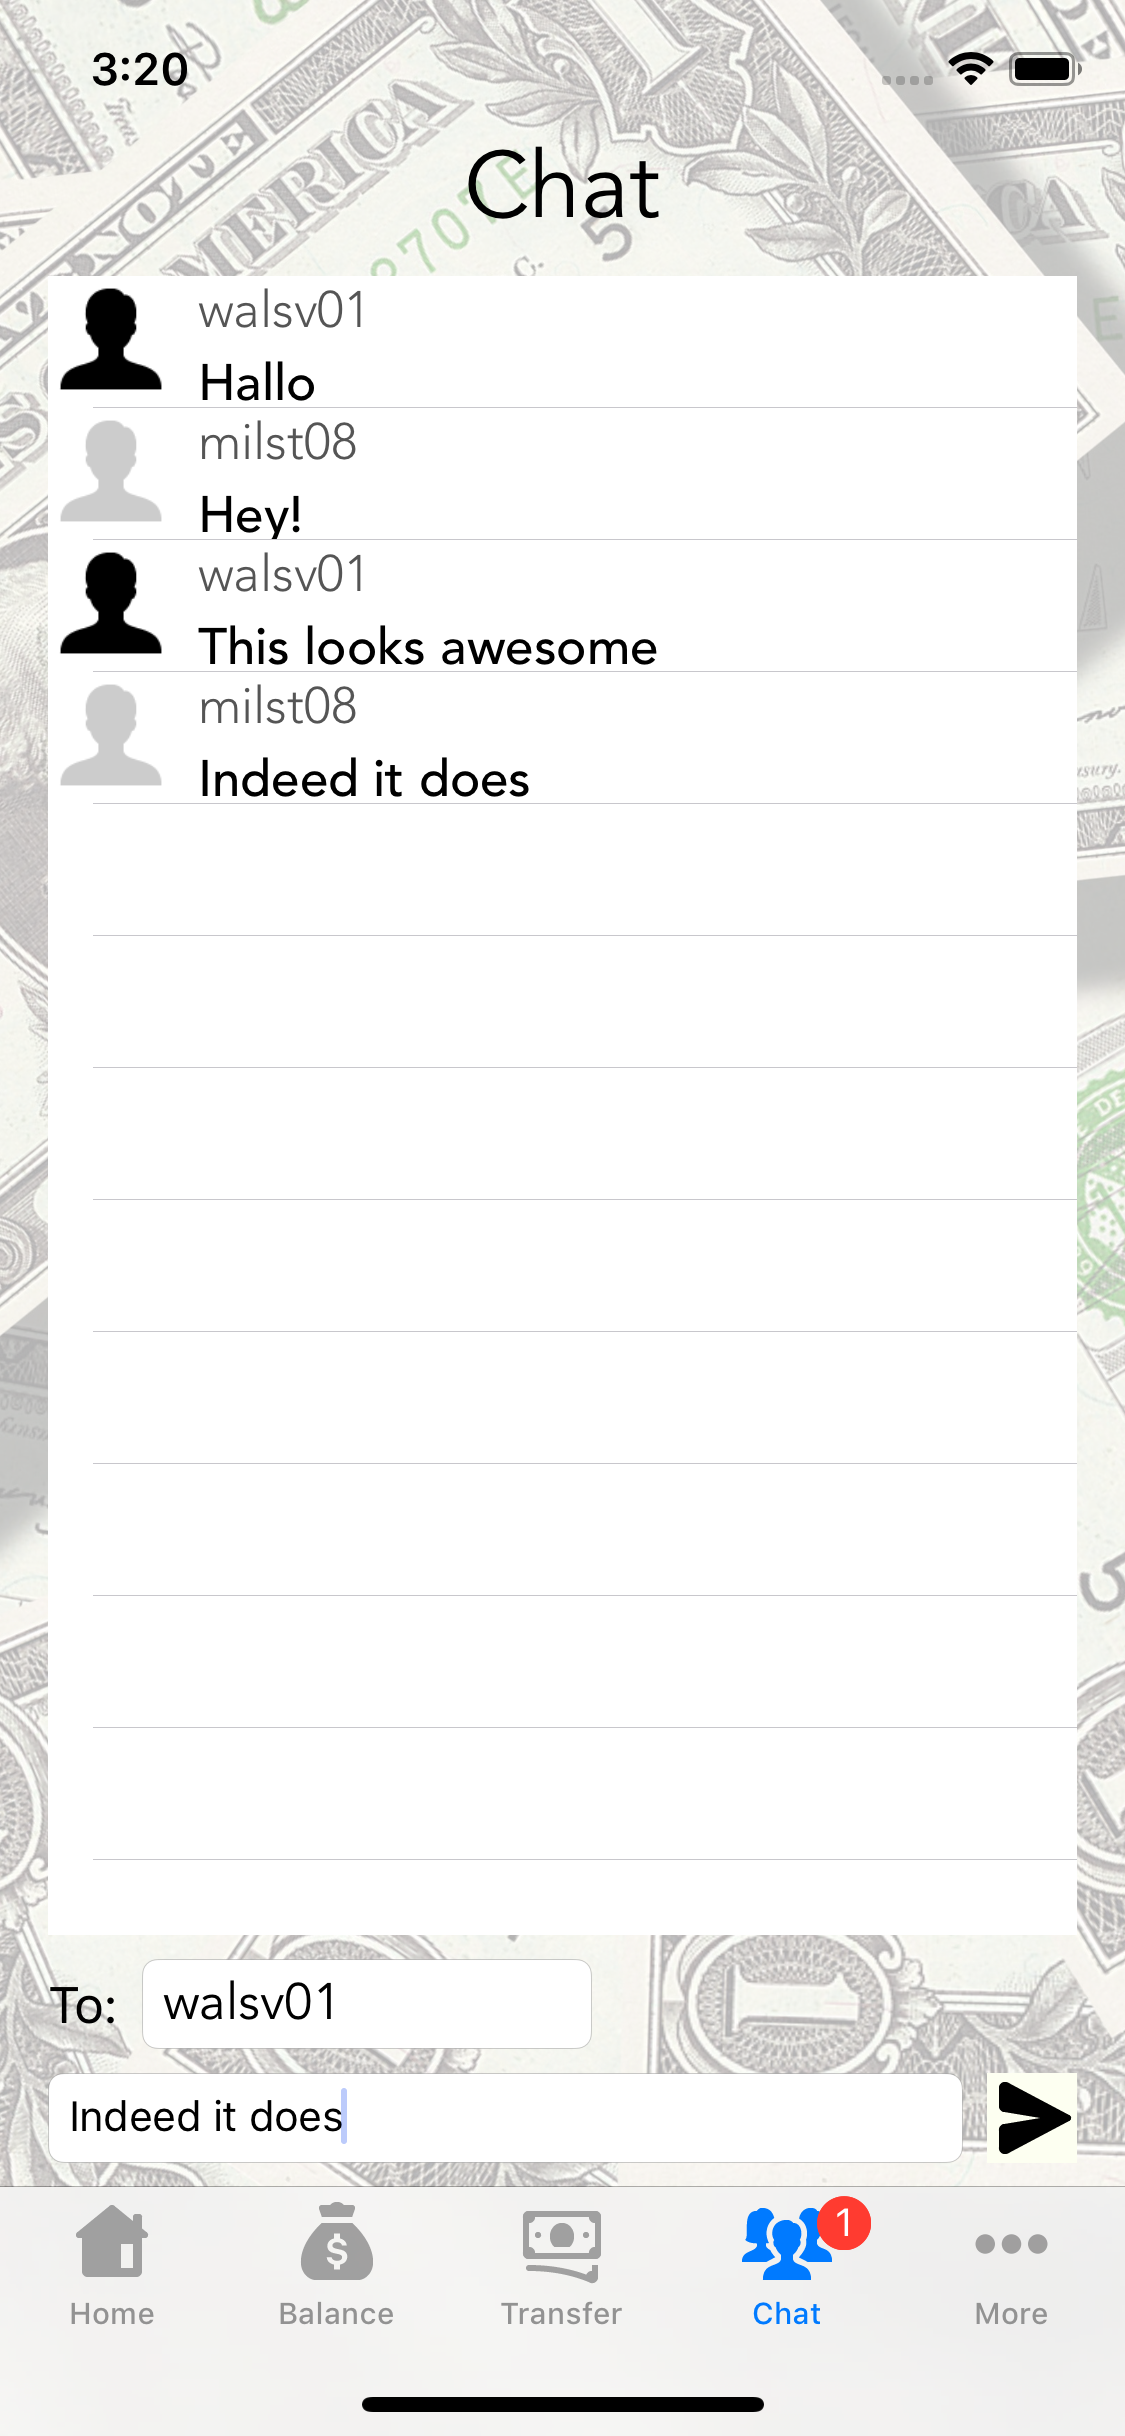 3:20
Chat
walsv01
Hallo
milst08
Hey!
walsv01
This looks awesome
milst08
Indeed it does
To: walsv01
Indeed it does
1
Home Balance Transfer Chat More